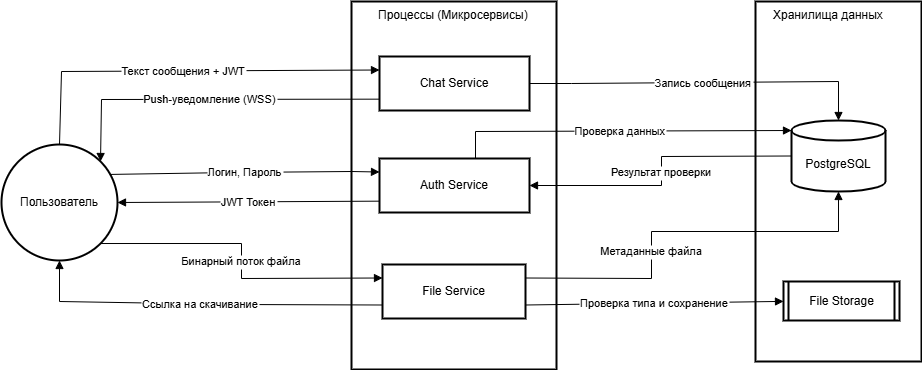 Процессы (Микросервисы)
Хранилища данных
Текст сообщения + JWT
Chat Service
Запись сообщения
Push-уведомление (WSS)
Проверка данных
Логин, Пароль
Auth Service
Результат проверки
PostgreSQL
Пользователь
JWT Токен
Бинарный поток файла
Метаданные файла
File Service
Ссылка на скачивание
Проверка типа и сохранение
File Storage